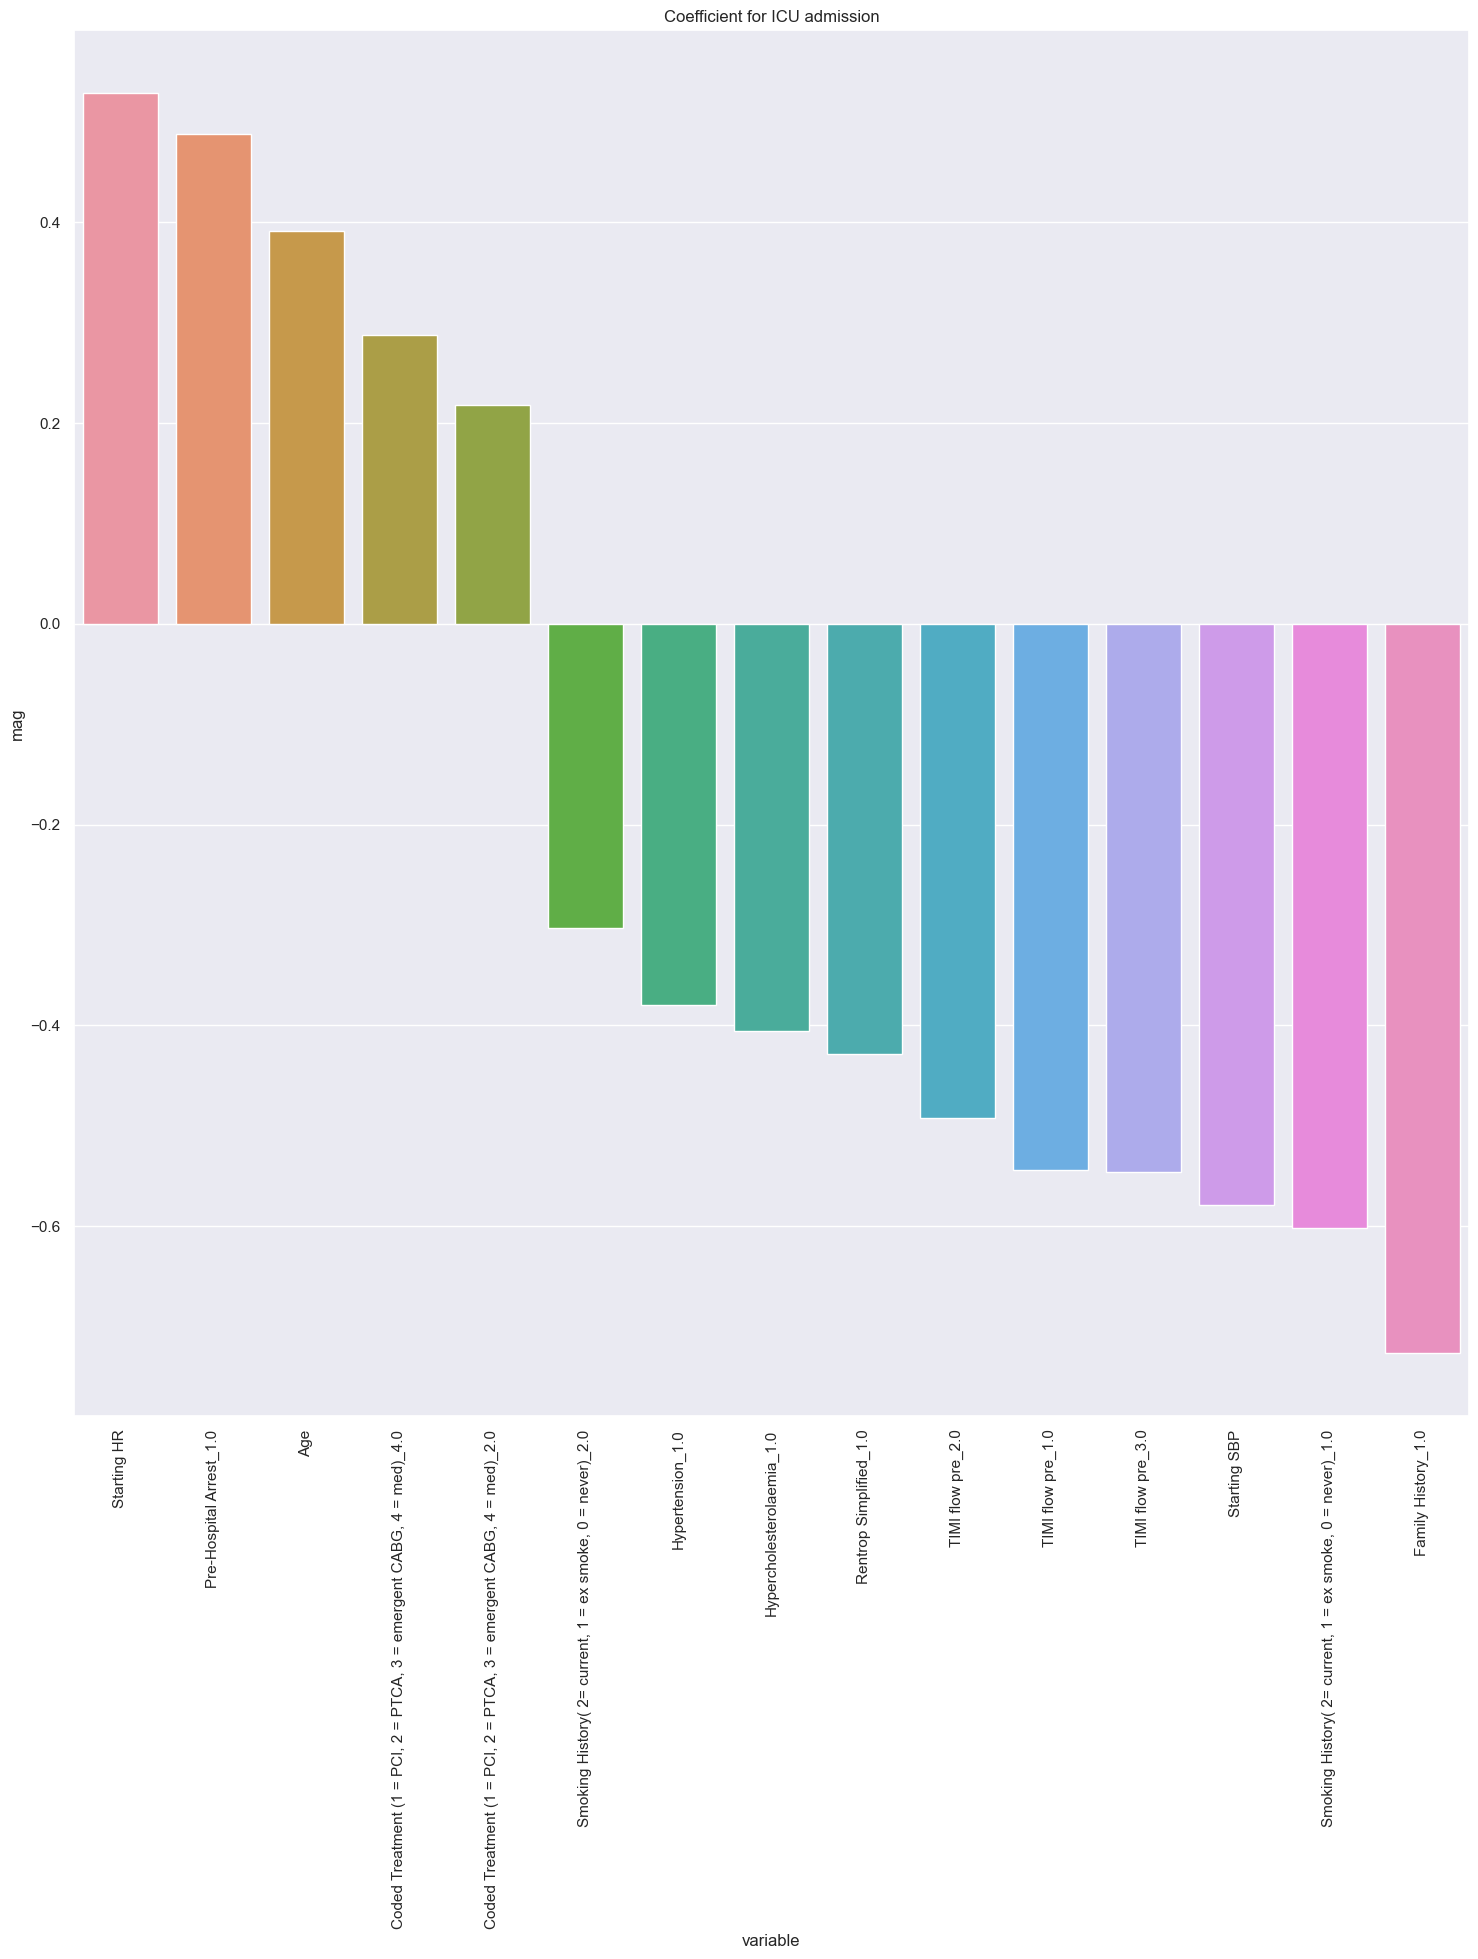 Coefficient for ICU admission
0.4
0.2
0.0
−0.2
−0.4
−0.6
mag
Starting HR
Pre-Hospital Arrest_1.0
Age
Coded Treatment (1 = PCI, 2 = PTCA, 3 = emergent CABG, 4 = med)_4.0
Coded Treatment (1 = PCI, 2 = PTCA, 3 = emergent CABG, 4 = med)_2.0
Smoking History( 2= current, 1 = ex smoke, 0 = never)_2.0
Hypertension_1.0
Hypercholesterolaemia_1.0
Rentrop Simplified_1.0
TIMI flow pre_2.0
TIMI flow pre_1.0
TIMI flow pre_3.0
Starting SBP
Smoking History( 2= current, 1 = ex smoke, 0 = never)_1.0
Family History_1.0
variable